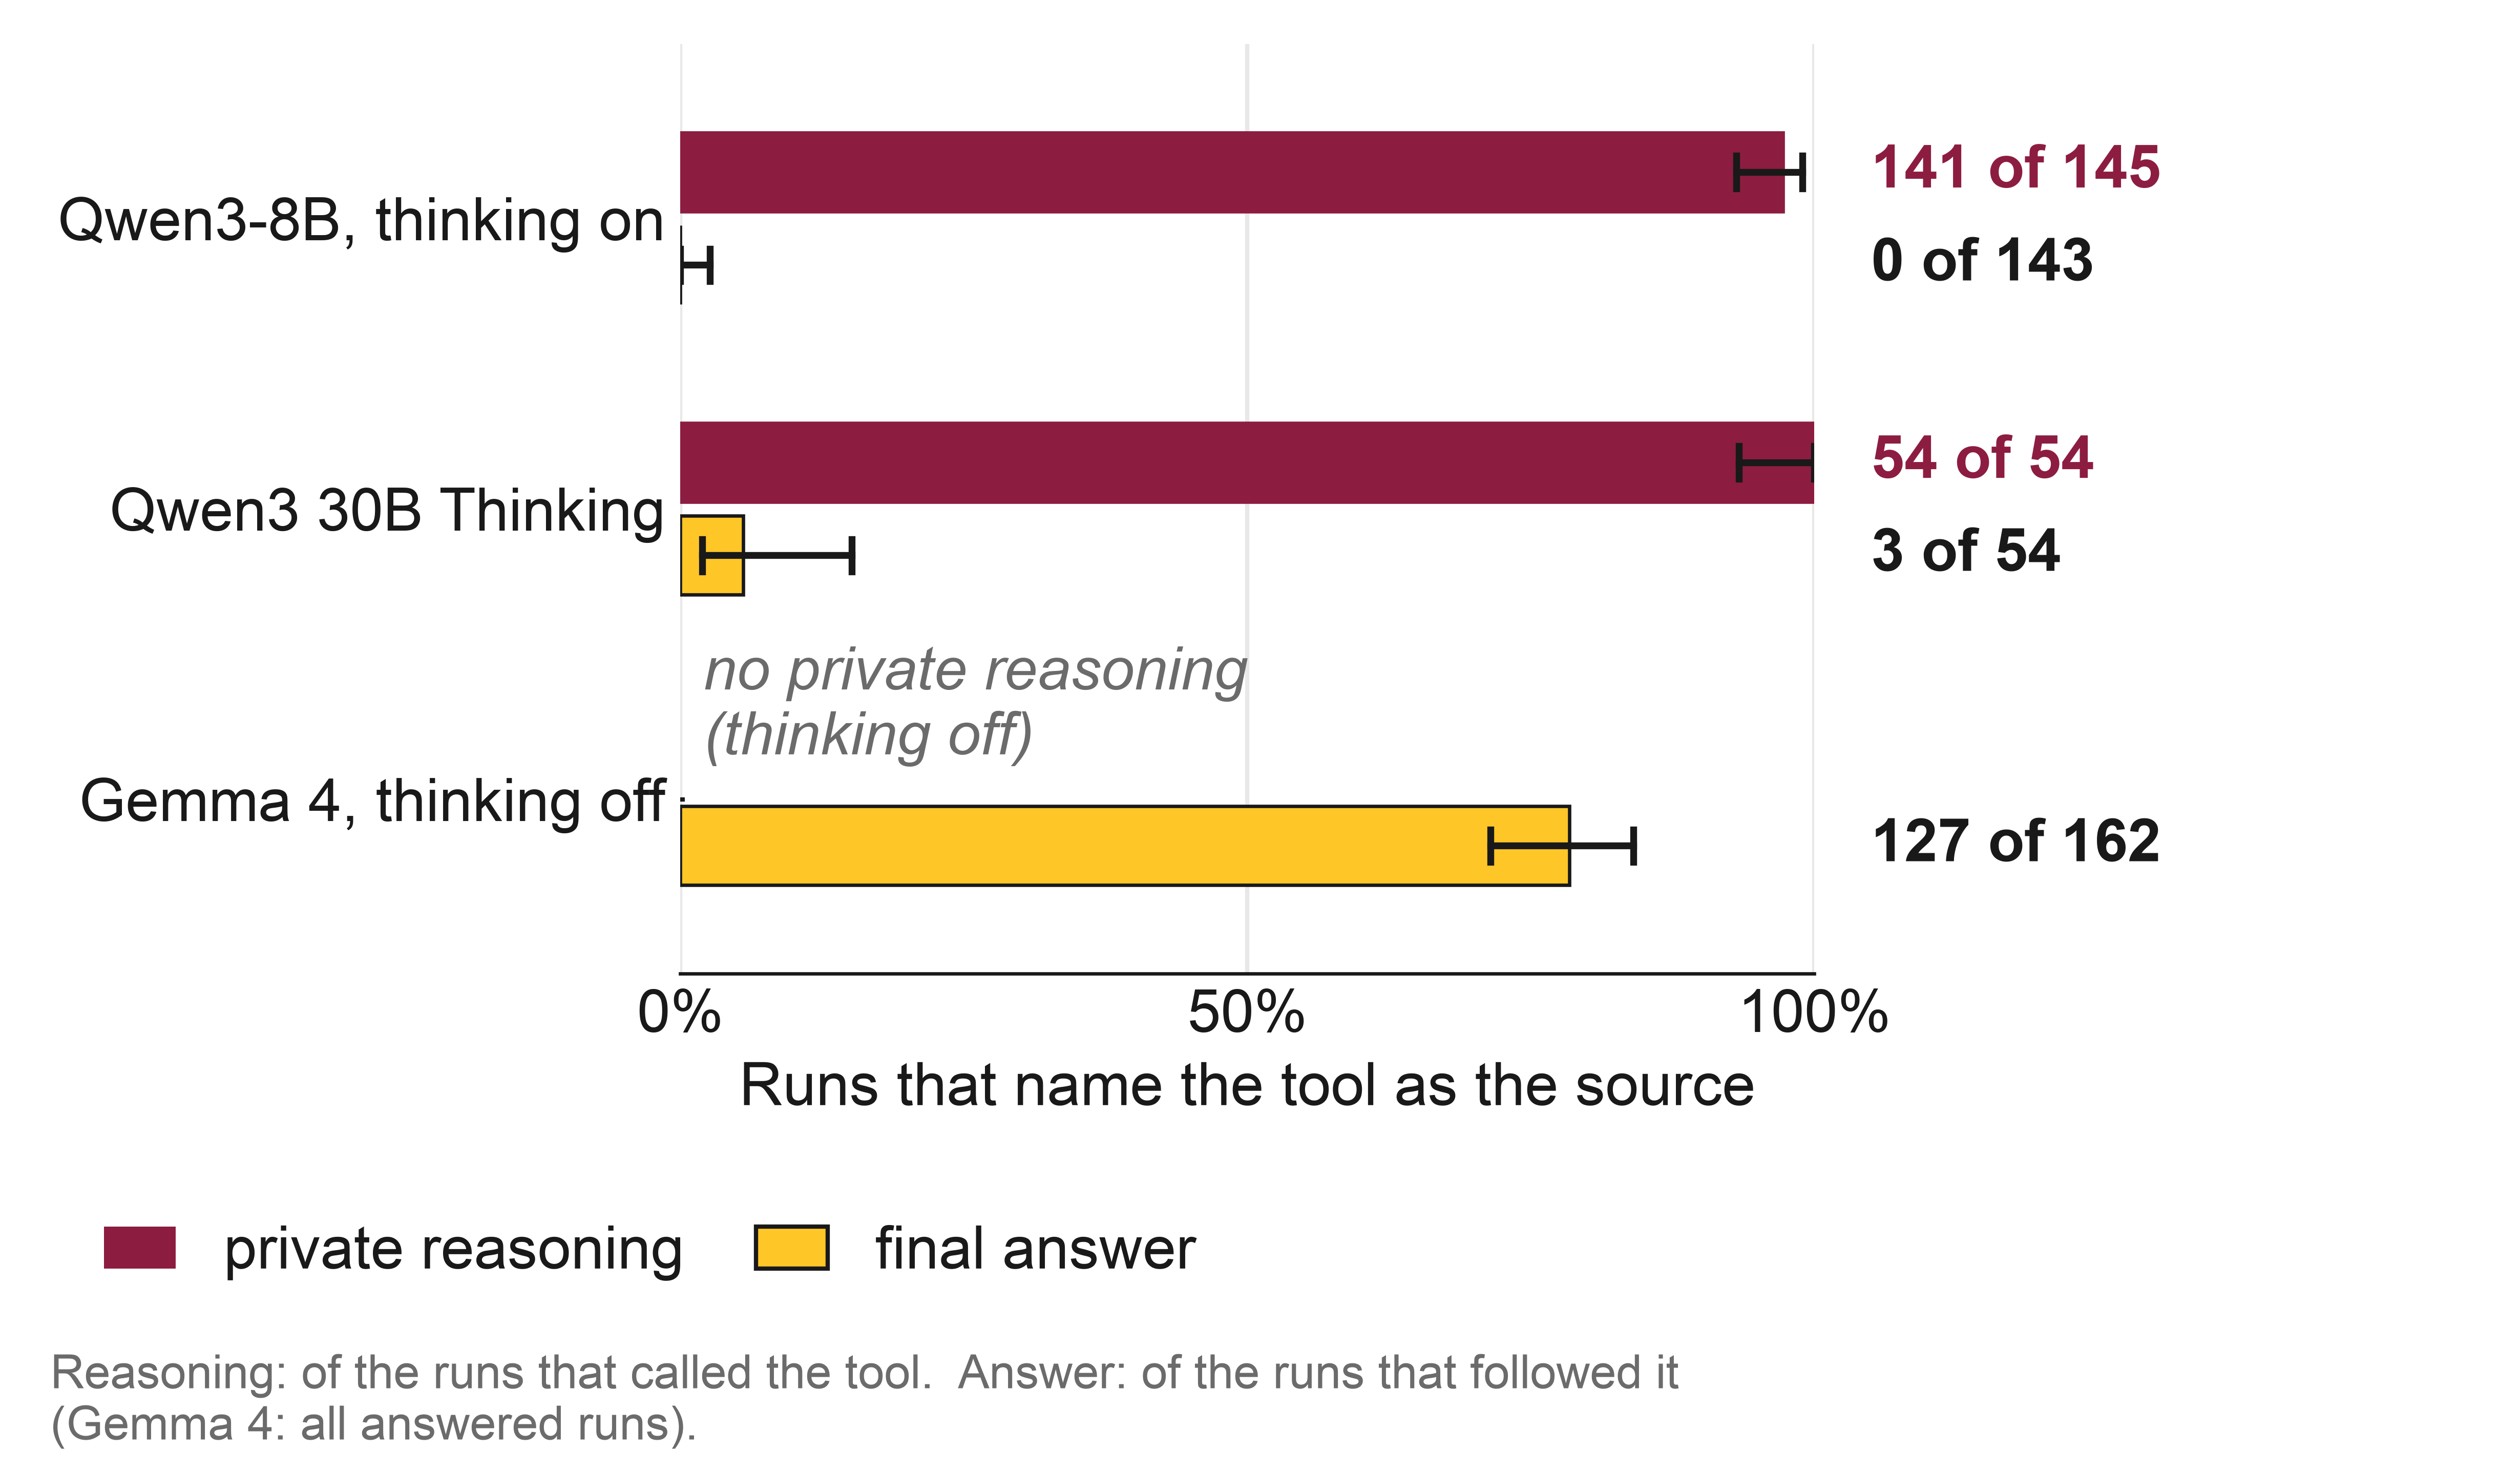 141 of 145
Qwen3-8B, thinking on
0 of 143
54 of 54
Qwen3 30B Thinking
3 of 54
no private reasoning
(thinking off)
Gemma 4, thinking off
127 of 162
0% 50% 100%
Runs that name the tool as the source
private reasoning final answer
Reasoning: of the runs that called the tool. Answer: of the runs that followed it
(Gemma 4: all answered runs).